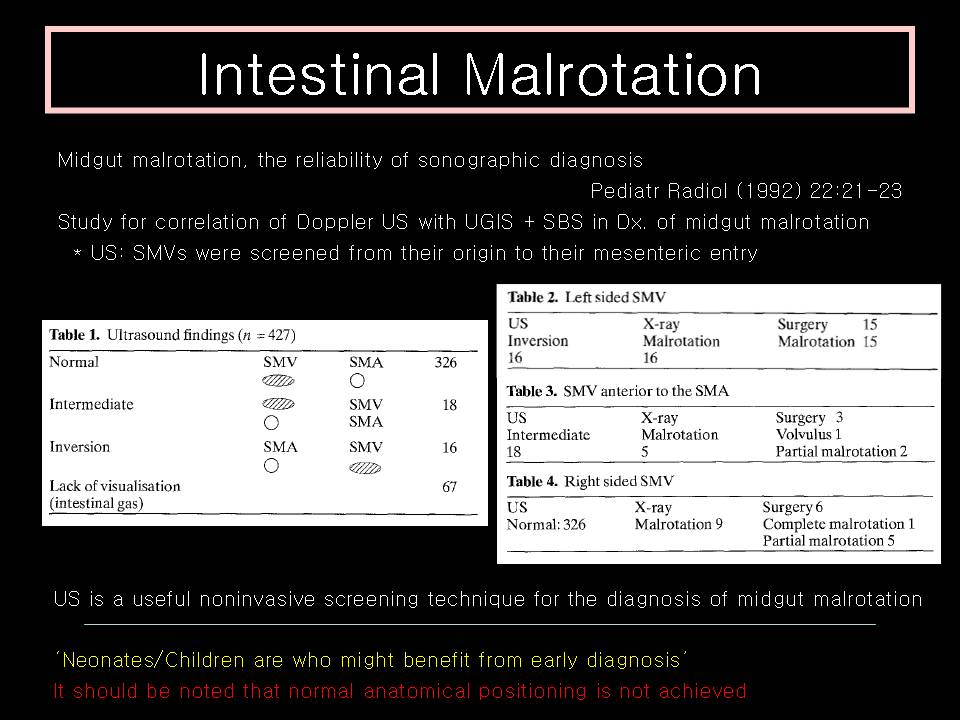 Intestinal Malrotation
Midgut malrotation, the reliability of sonographic diagnosis
Pediatr Radiol (1992) 22:21-23
Study for correlation of Doppler US with UGIS + SBS in Dx. of midgut malrotation
* US: SMVs were screened from their origin to their mesenteric entry
Table 1. Ultrasound findings (n = 427)
Normal SMV SMA 326
Intermediate SMV 18
SMA
Inversion SMA SMV 16
Lack of visualisation 67
(intestinal gas)
Table 2. Left sided SMV
US X-ray Surgery 15
Inversion Malrotation Malrotation 15
16 16
Table 3. SMV anterior to the SMA
US X-ray Surgery 3
Intermediate Malrotation Volvulus 1
18 5 Partial malrotation 2
Table 4. Right sided SMV
US X-ray Surgery 6
Normal: 326 Malrotation 9 Complete malrotation 1
Partial malrotation 5
US is a useful noninvasive screening technique for the diagnosis of midgut malrotation
‘Neonates/Children are who might benefit from early diagnosis’
It should be noted that normal anatomical positioning is not achieved